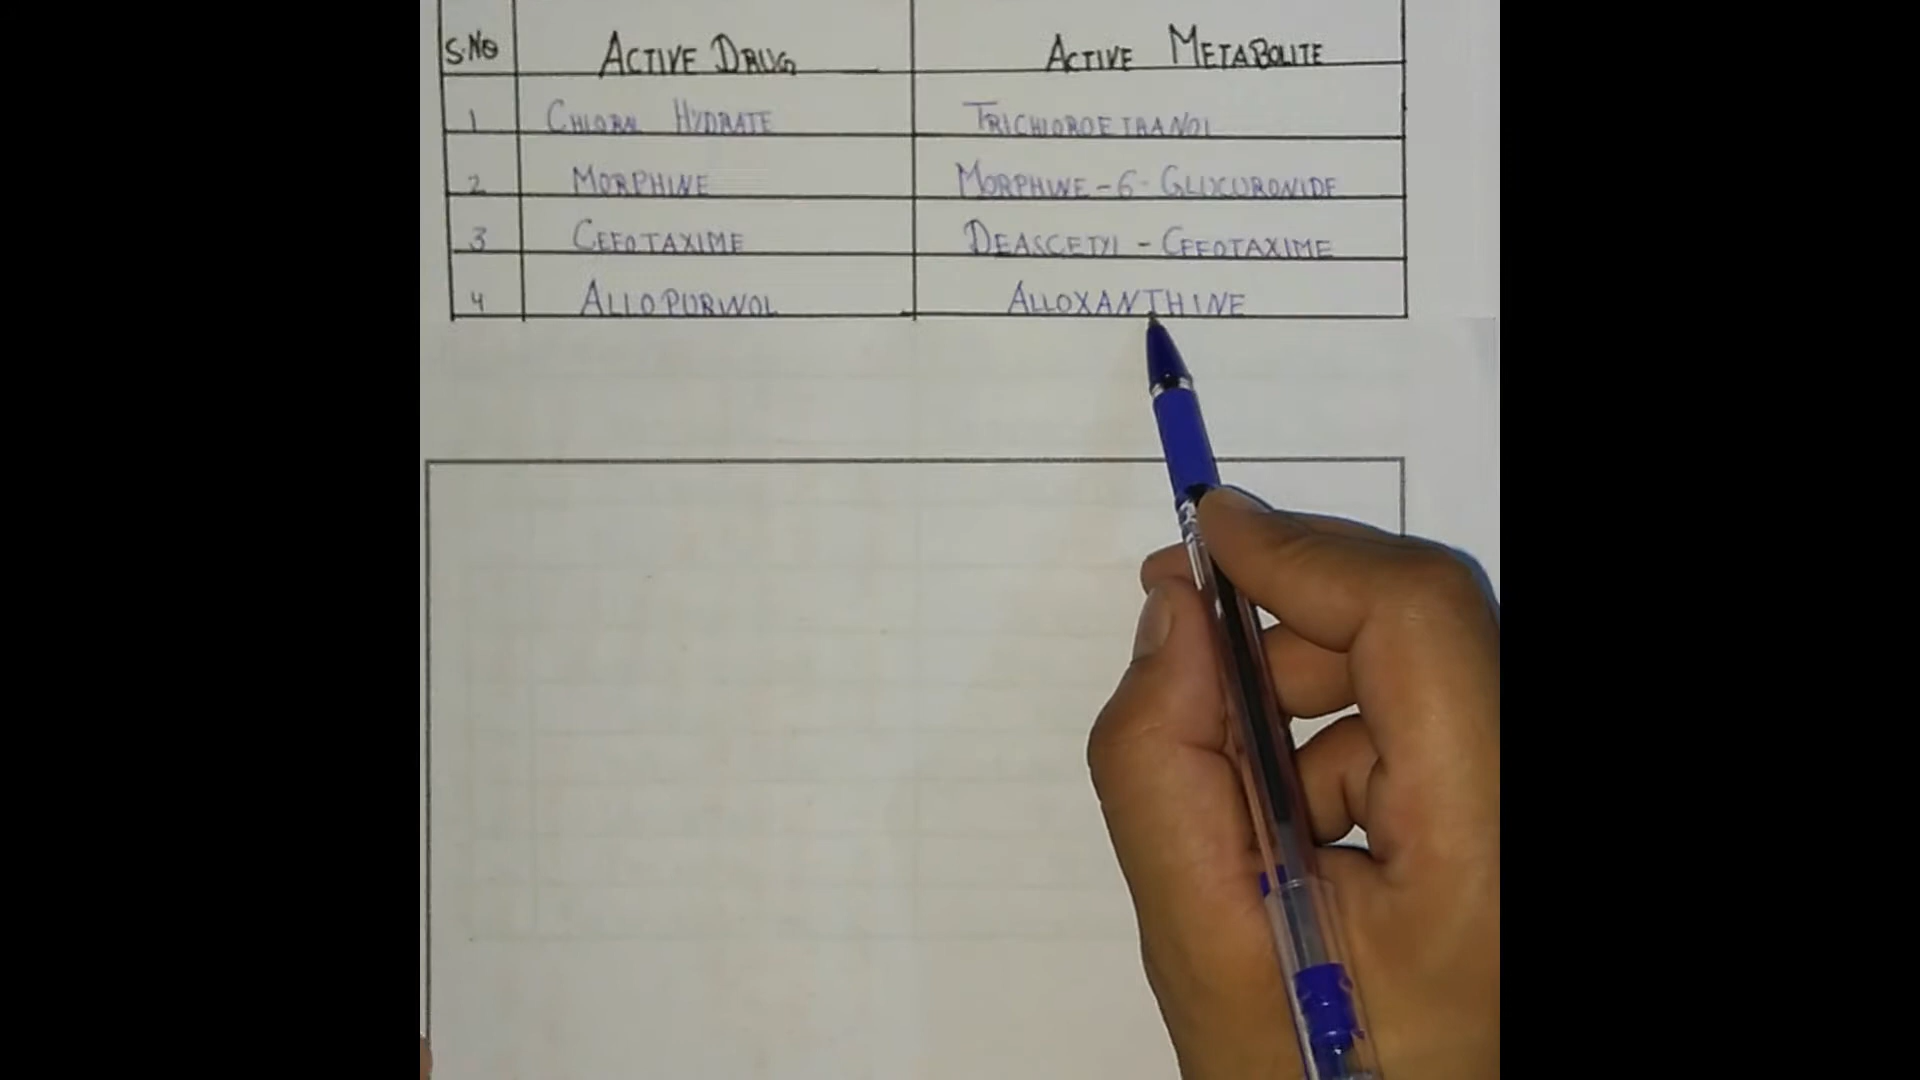 S.No ACTIVE DRUG ACTIVE METABOLITE
1 CHLORAL HYDRATE TRICHLOROETHANOL
2 MORPHINE MORPHINE-6-GLUCURONIDE
3 CEFOTAXIME DEASCETYL-CEFOTAXIME
4 ALLOPURINOL ALLOXANTHINE